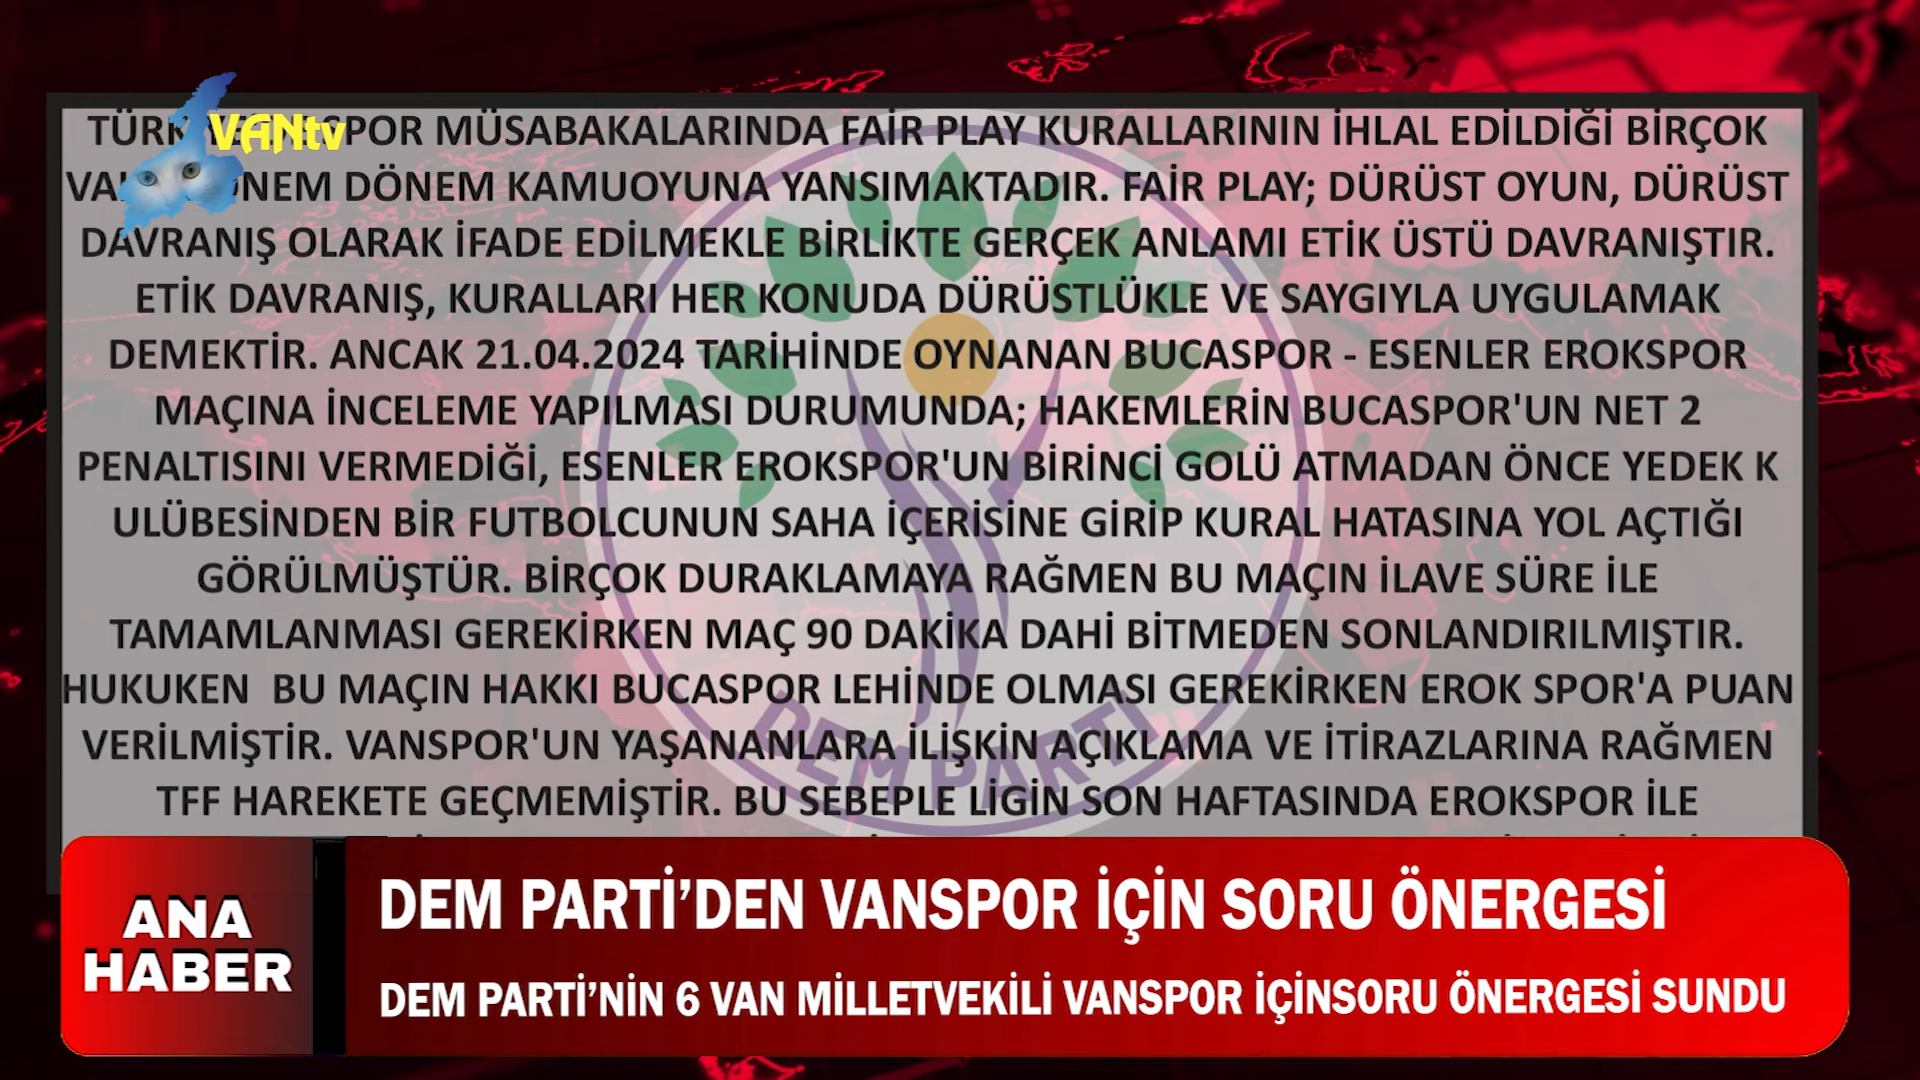 VANtv
SPOR MÜSABAKALARINDA FAİR PLAY KURALLARININ İHLAL EDİLDİĞİ BİRÇOK
DÖNEM KAMUOYUNA YANSIMAKTADIR. FAİR PLAY; DÜRÜST OYUN, DÜRÜST
DAVRANIŞ OLARAK İFADE EDİLMEKLE BİRLİKTE GERÇEK ANLAMI ETİK ÜSTÜ DAVRANIŞTIR.
ETİK DAVRANIŞ, KURALLARI HER KONUDA DÜRÜSTLÜKLE VE SAYGIYLA UYGULAMAK
DEMEKTİR. ANCAK 21.04.2024 TARİHİNDE OYNANAN BUCASPOR - ESENLER EROKSPOR
MAÇINA İNCELEME YAPILMASI DURUMUNDA; HAKEMLERİN BUCASPOR'UN NET 2
PENALTISINI VERMEDİĞİ, ESENLER EROKSPOR'UN BİRİNCİ GOLÜ ATMADAN ÖNCE YEDEK K
ULÜBESİNDEN BİR FUTBOLCUNUN SAHA İÇERİSİNE GİRİP KURAL HATASINA YOL AÇTIĞI
GÖRÜLMÜŞTÜR. BİRÇOK DURAKLAMAYA RAĞMEN BU MAÇIN İLAVE SÜRE İLE
TAMAMLANMASI GEREKİRKEN MAÇ 90 DAKİKA DAHİ BİTMEDEN SONLANDIRILMIŞTIR.
HUKUKEN BU MAÇIN HAKKI BUCASPOR LEHİNDE OLMASI GEREKİRKEN EROK SPOR'A PUAN
VERİLMİŞTİR. VANSPOR'UN YAŞANANLARA İLİŞKİN AÇIKLAMA VE İTİRAZLARINA RAĞMEN
TFF HAREKETE GEÇMEMİŞTİR. BU SEBEPLE LİGİN SON HAFTASINDA EROKSPOR İLE
DEM PARTİ
ANA
HABER
DEM PARTİ’DEN VANSPOR İÇİN SORU ÖNERGESİ
DEM PARTİ’NİN 6 VAN MİLLETVEKİLİ VANSPOR İÇİNSORU ÖNERGESİ SUNDU